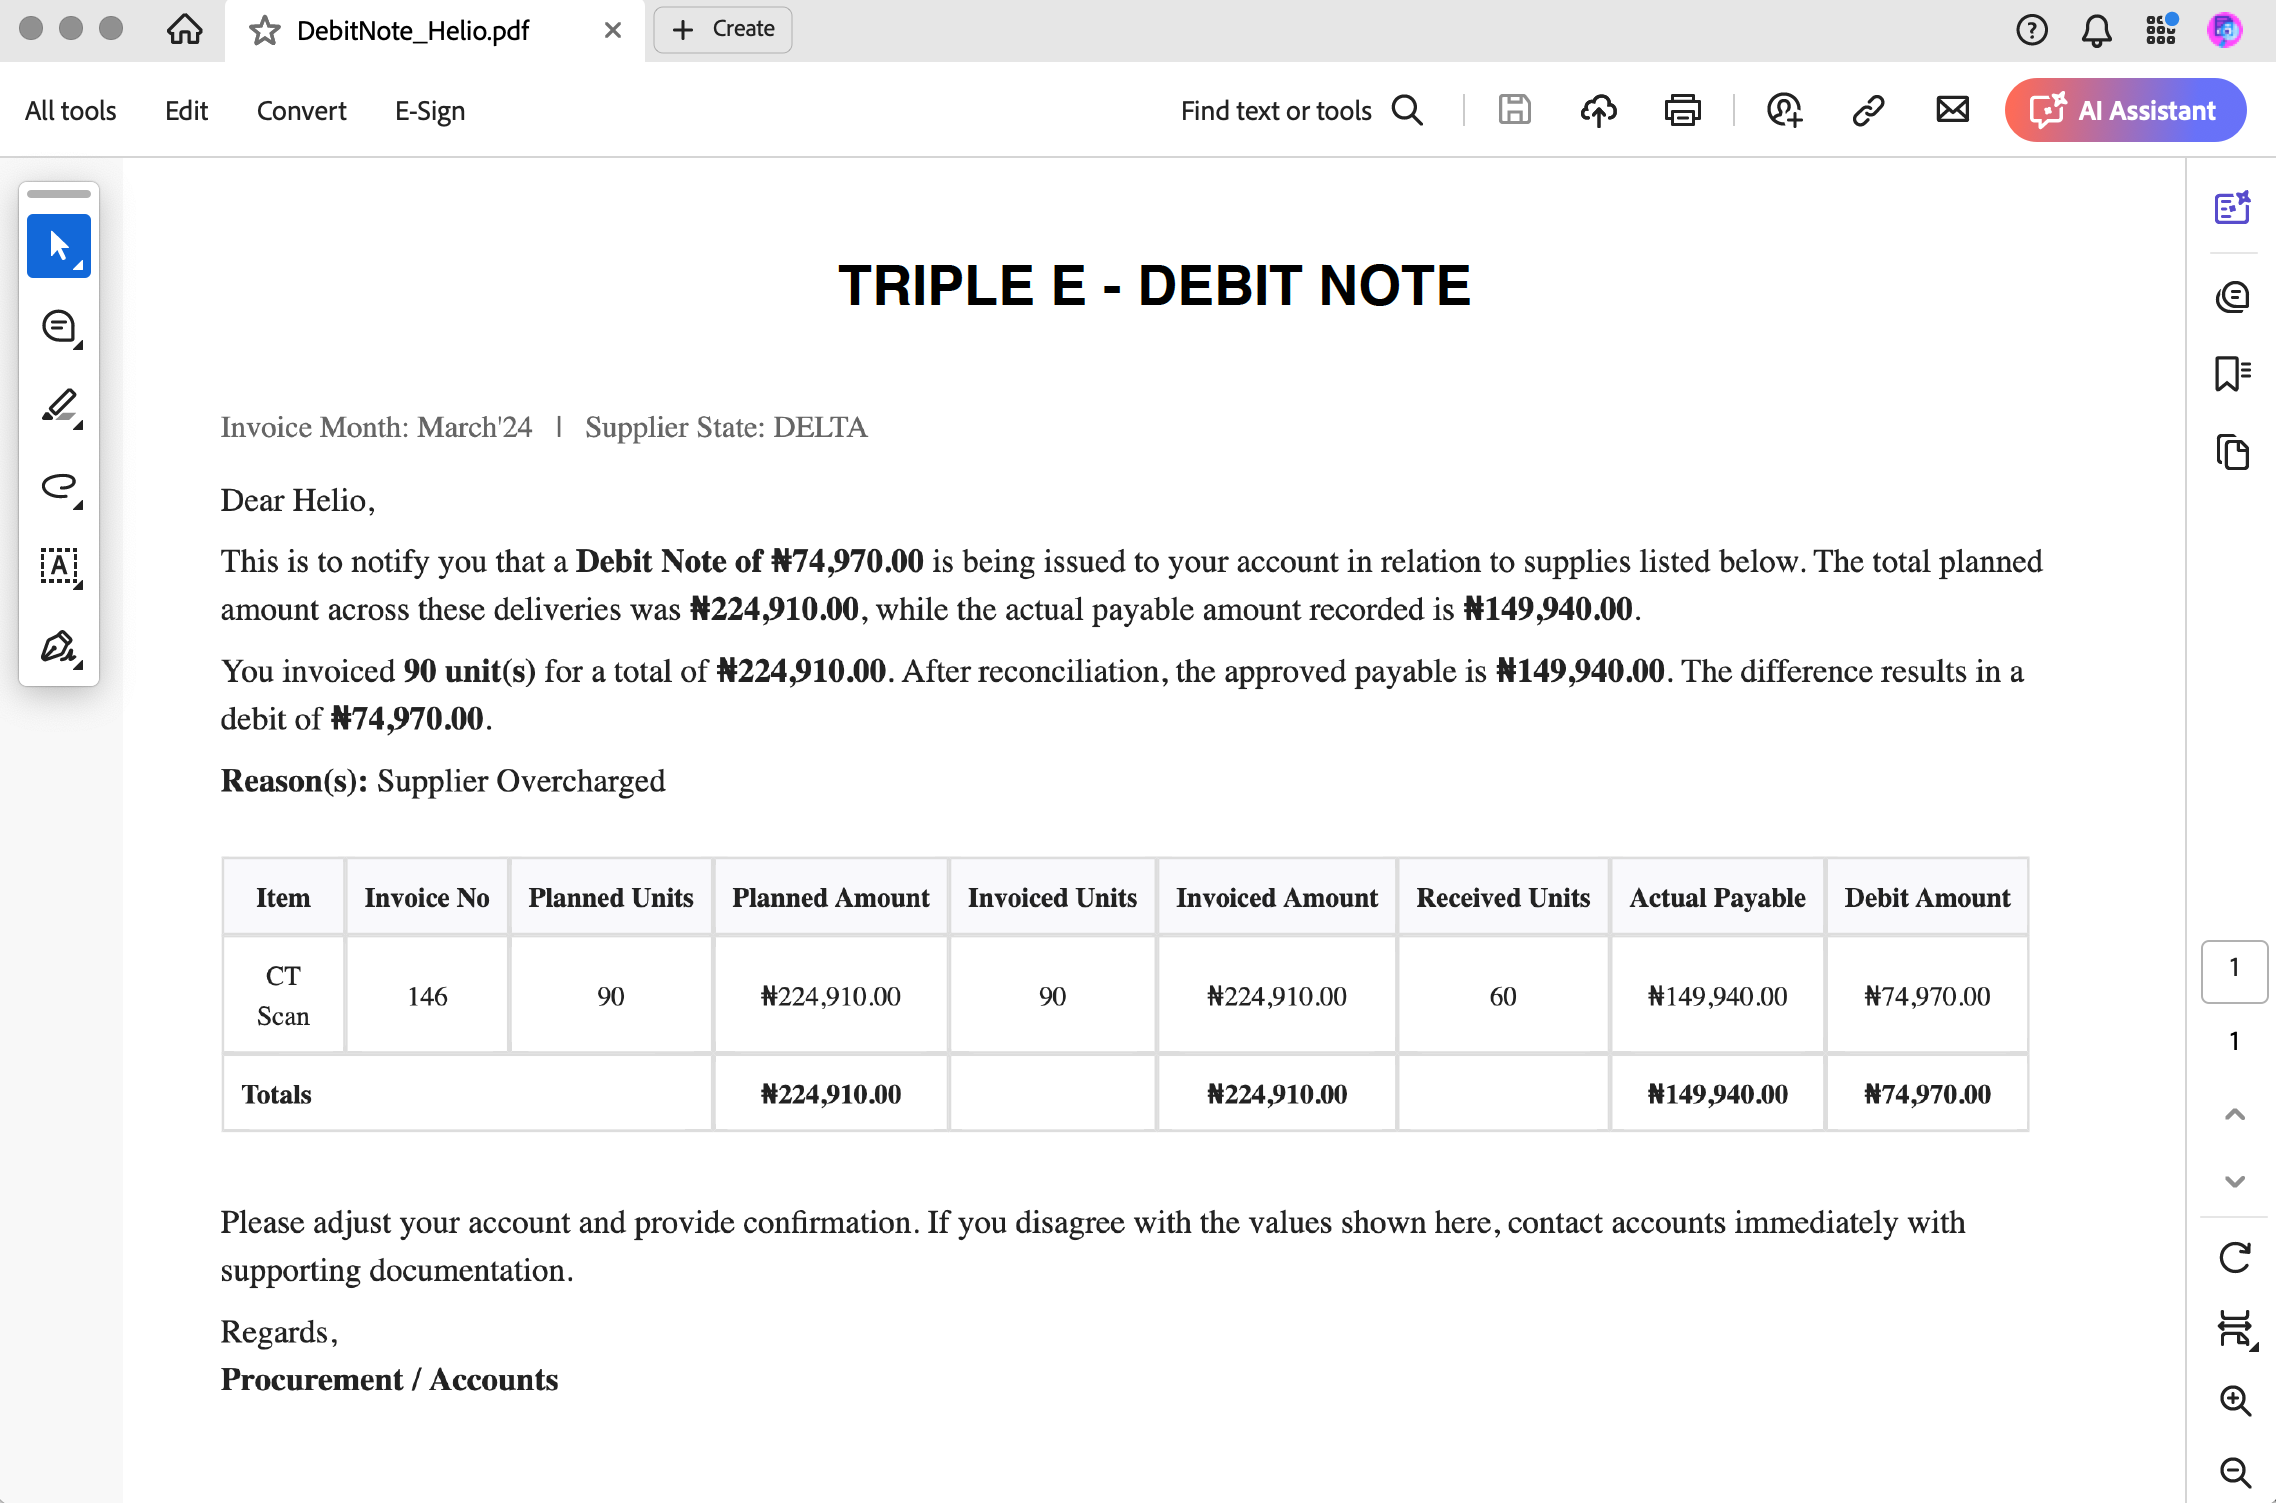 DebitNote_Helio.pdf
Create
All tools
Edit
Convert
E-Sign
Find text or tools
AI Assistant
TRIPLE E - DEBIT NOTE
Invoice Month: March'24 | Supplier State: DELTA
Dear Helio,
This is to notify you that a Debit Note of ₦74,970.00 is being issued to your account in relation to supplies listed below. The total planned
amount across these deliveries was ₦224,910.00, while the actual payable amount recorded is ₦149,940.00.
You invoiced 90 unit(s) for a total of ₦224,910.00. After reconciliation, the approved payable is ₦149,940.00. The difference results in a
debit of ₦74,970.00.
Reason(s): Supplier Overcharged
Item Invoice No Planned Units Planned Amount Invoiced Units Invoiced Amount Received Units Actual Payable Debit Amount
CT
Scan
146 90 ₦224,910.00 90 ₦224,910.00 60 ₦149,940.00 ₦74,970.00
Totals ₦224,910.00 ₦224,910.00 ₦149,940.00 ₦74,970.00
Please adjust your account and provide confirmation. If you disagree with the values shown here, contact accounts immediately with
supporting documentation.
Regards,
Procurement / Accounts
1
1